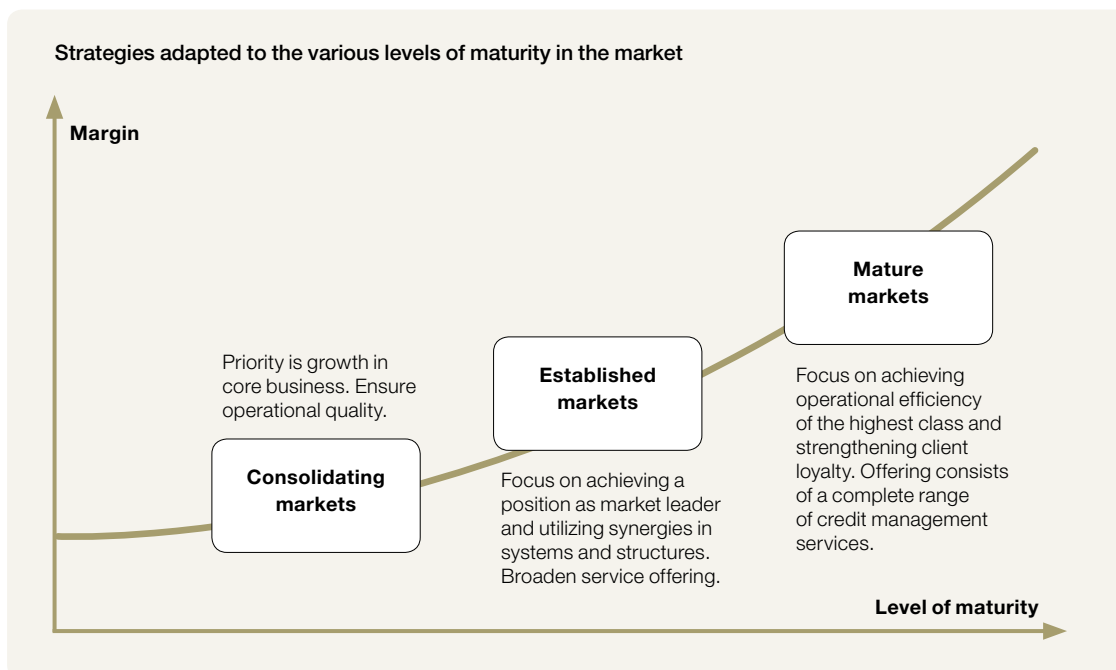 Strategies adapted to the various levels of maturity in the market
Margin
Priority is growth in
core business. Ensure
operational quality.
Consolidating
markets
Established
markets
Focus on achieving a
position as market leader
and utilizing synergies in
systems and structures.
Broaden service offering.
Mature
markets
Focus on achieving
operational efficiency
of the highest class and
strengthening client
loyalty. Offering consists
of a complete range
of credit management
services.
Level of maturity